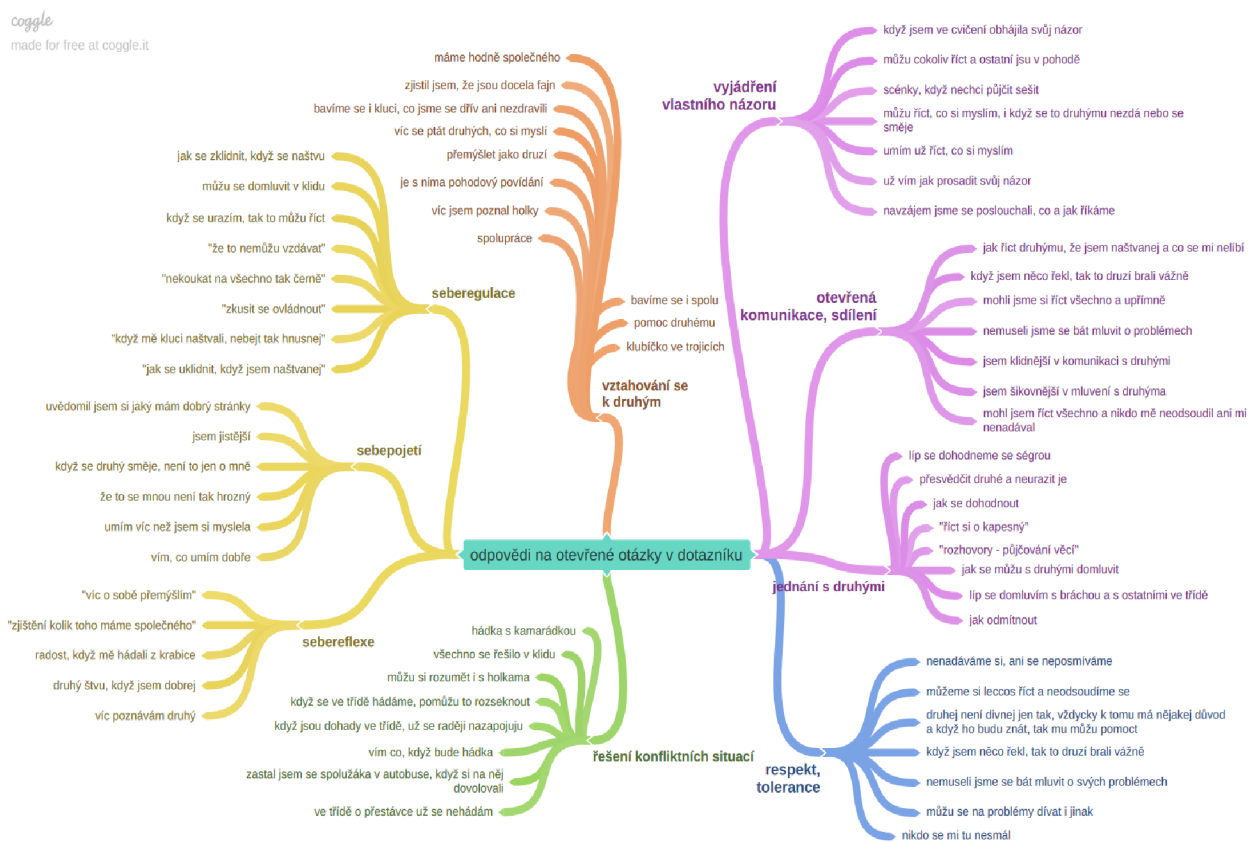 coggle
made for free at coggle.it
máme hodně společného
zjistil jsem, že jsou docela fajn
bavíme se i kluci, co jsme se dřív ani nezdravili
víc se ptát druhých, co si myslí
přemýšlet jako druzí
je s nima pohodový povídání
víc jsem poznal holky
spolupráce
bavíme se i spolu
pomoc druhému
klubíčko ve trojicích
vztahování se
k druhým
jak se zklidnit, když se naštvu
můžu se domluvit v klidu
když se urazím, tak to můžu říct
"že to nemůžu vzdávat"
"nekoukat na všechno tak černě"
"zkusit se ovládnout"
"když mě kluci naštvali, nebejt tak hnusnej"
"jak se uklidnit, když jsem naštvanej"
seberegulace
uvědomil jsem si jaký mám dobrý stránky
jsem jistější
když se druhý směje, není to jen o mně
že to se mnou není tak hrozný
umím víc než jsem si myslela
vím, co umím dobře
sebepojetí
"víc o sobě přemýšlím"
"zjištění kolik toho máme společného"
radost, když mě hádali z krabice
druhý štvu, když jsem dobrej
víc poznávám druhý
sebereflexe
odpovědi na otevřené otázky v dotazníku
hádka s kamarádkou
všechno se řešilo v klidu
můžu si rozumět i s holkama
když se ve třídě hádáme, pomůžu to rozseknout
když jsou dohady ve třídě, už se raději nazapojuju
vím co, když bude hádka
zastal jsem se spolužáka v autobuse, když si na něj
dovolovali
ve třídě o přestávce už se nehádám
řešení konfliktních situací
vyjádření
vlastního názoru
když jsem ve cvičení obhájila svůj názor
můžu cokoliv říct a ostatní jsu v pohodě
scénky, když nechci půjčit sešit
můžu říct, co si myslím, i když se to druhýmu nezdá nebo se
směje
umím už říct, co si myslím
už vím jak prosadit svůj názor
navzájem jsme se poslouchali, co a jak říkáme
otevřená
komunikace, sdílení
jak říct druhýmu, že jsem naštvanej a co se mi nelíbí
když jsem něco řekl, tak to druzí brali vážně
mohli jsme si říct všechno a upřímně
nemuseli jsme se bát mluvit o problémech
jsem klidnější v komunikaci s druhými
jsem šikovnější v mluvení s druhýma
mohl jsem říct všechno a nikdo mě neodsoudil ani mi
nenadával
líp se dohodneme se ségrou
přesvědčit druhé a neurazit je
jak se dohodnout
"říct si o kapesný"
"rozhovory - půjčování věcí"
jak se můžu s druhými domluvit
líp se domluvím s bráchou a s ostatními ve třídě
jak odmítnout
jednání s druhými
nenadáváme si, ani se neposmíváme
můžeme si leccos říct a neodsoudíme se
druhej není divnej jen tak, vždycky k tomu má nějakej důvod
a když ho budu znát, tak mu můžu pomoct
když jsem něco řekl, tak to druzí brali vážně
nemuseli jsme se bát mluvit o svých problémech
můžu se na problémy dívat i jinak
nikdo se mi tu nesmál
respekt,
tolerance